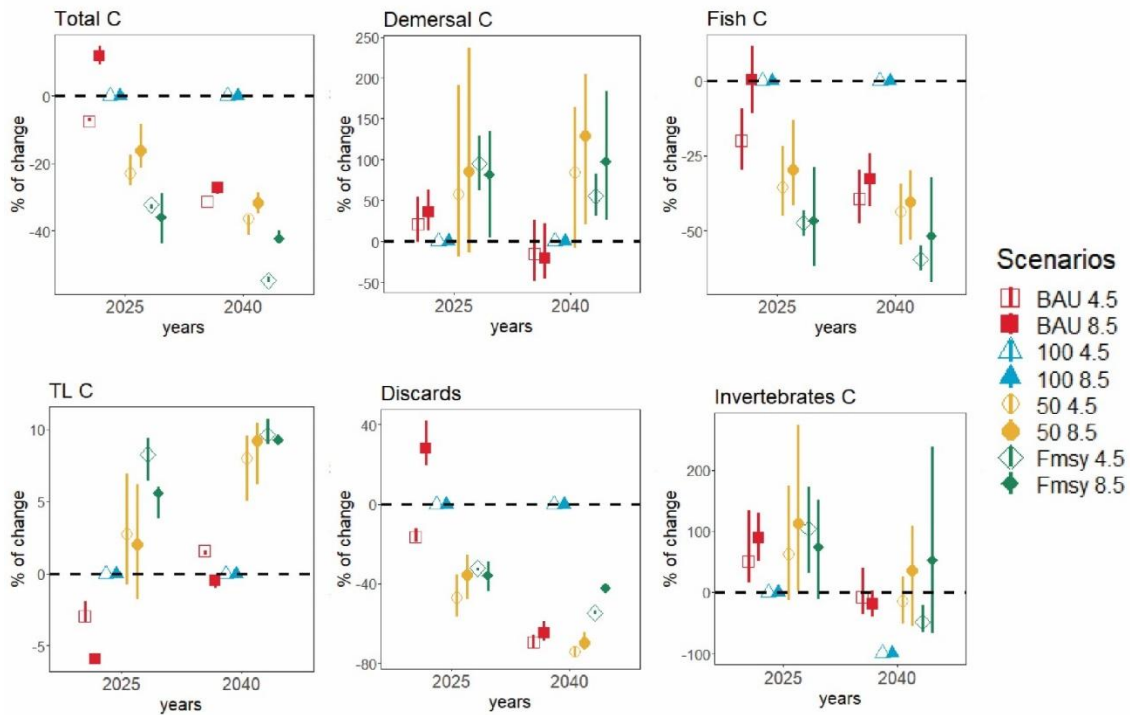 Total C
% of change
0
-20
-40
2025
2040
years
Demersal C
% of change
250
200
150
100
50
0
-50
2025
2040
years
Fish C
% of change
0
-25
-50
2025
2040
years
TL C
% of change
10
5
0
-5
2025
2040
years
Discards
% of change
40
0
-40
-80
2025
2040
years
Invertebrates C
% of change
200
100
0
-100
2025
2040
years
Scenarios
BAU 4.5
BAU 8.5
100 4.5
100 8.5
50 4.5
50 8.5
Fmsy 4.5
Fmsy 8.5